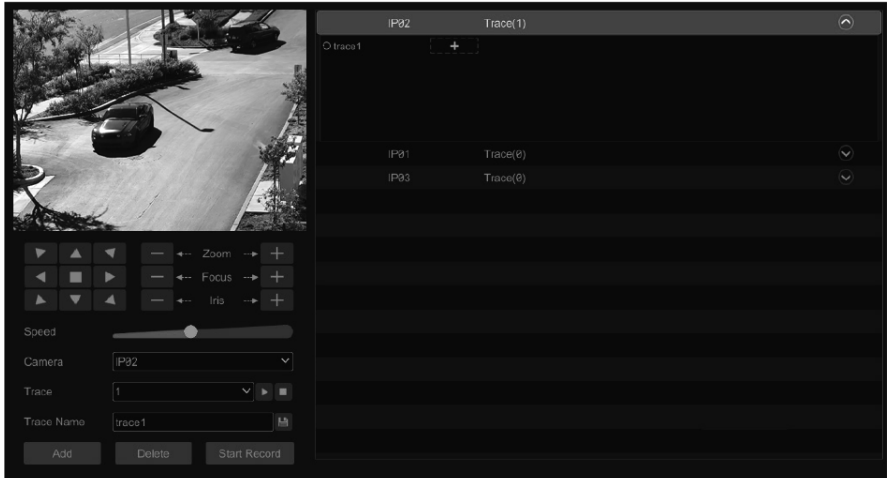 IP02 Trace(1)
trace1
IP01 Trace(0)
IP03 Trace(0)
Zoom
Focus
Iris
Speed
Camera IP02
Trace 1
Trace Name trace1
Add Delete Start Record